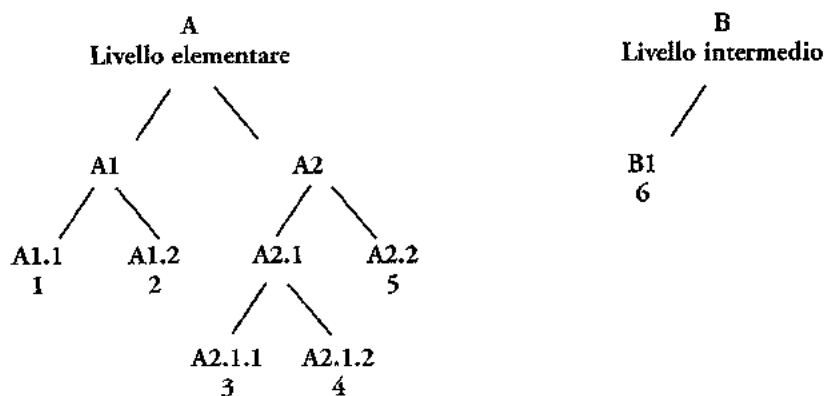 A
Livello elementare
B
Livello intermedio
A1
A2
B1
6
A1.1
1
A1.2
2
A2.1
A2.2
5
A2.1.1
3
A2.1.2
4